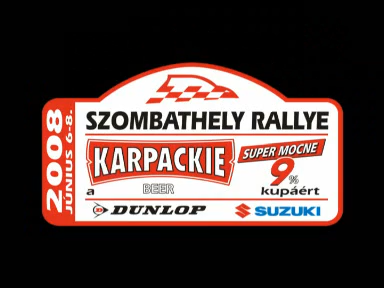 2008
JÚNIUS 6-8.
SZOMBATHELY RALLYE
KARPACKIE
BEER
SUPER MOCNE
9%
a
kupáért
DUNLOP
SUZUKI